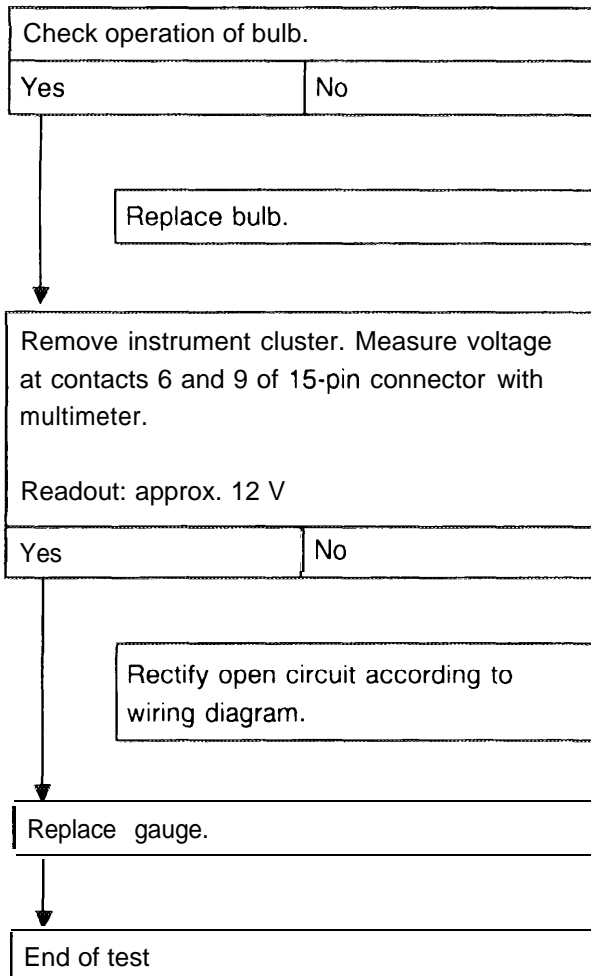 Check operation of bulb.
Yes No
Replace bulb.
Remove instrument cluster. Measure voltage
at contacts 6 and 9 of 15-pin connector with
multimeter.
Readout: approx. 12 V
Yes No
Rectify open circuit according to
wiring diagram.
Replace gauge.
End of test